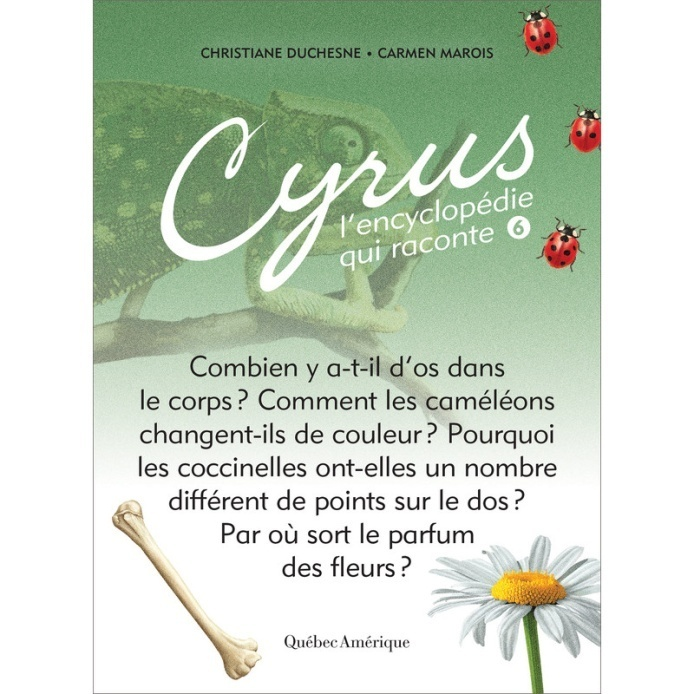 CHRISTIANE DUCHESNE • CARMEN MAROIS
Cyrus
l'encyclopédie
qui raconte 6
Combien y a-t-il d'os dans
le corps ? Comment les caméléons
changent-ils de couleur ? Pourquoi
les coccinelles ont-elles un nombre
différent de points sur le dos ?
Par où sort le parfum
des fleurs ?
Québec Amérique